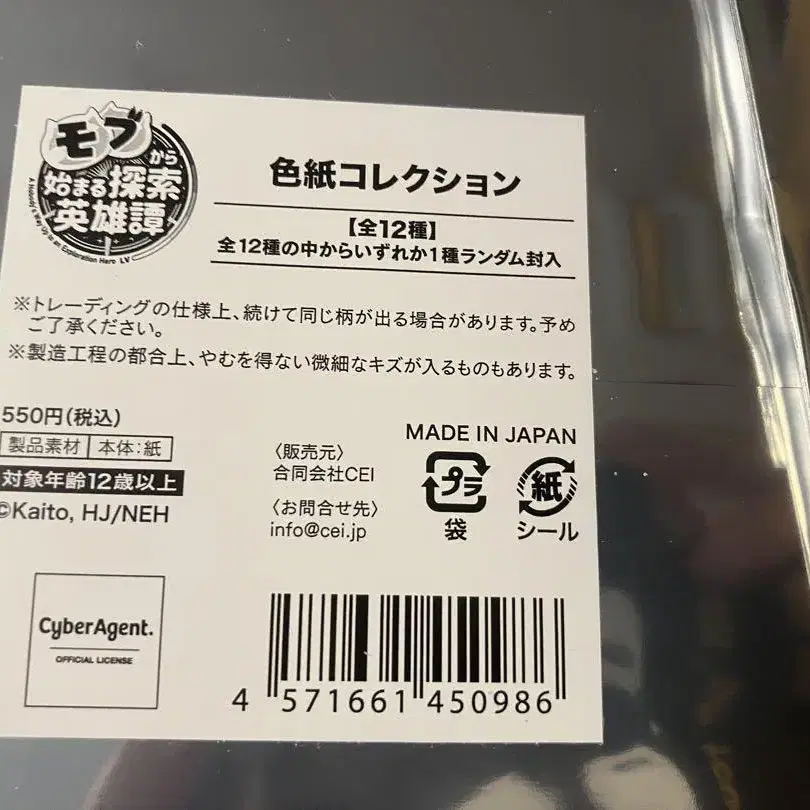 モブから
始まる探索
英雄譚
A Nobody's Way Up to an Exploration Hero LV
色紙コレクション
【全12種】
全12種の中からいずれか1種ランダム封入
※トレーディングの仕様上、続けて同じ柄が出る場合があります。予め
ご了承ください。
※製造工程の都合上、やむを得ない微細なキズが入るものもあります。
550円(税込)
製品素材 本体:紙
対象年齢12歳以上
©Kaito, HJ/NEH
〈販売元〉
合同会社CEI
〈お問合せ先〉
info@cei.jp
MADE IN JAPAN
プラ
袋
紙
シール
CyberAgent.
OFFICIAL LICENSE
4 571661 450986